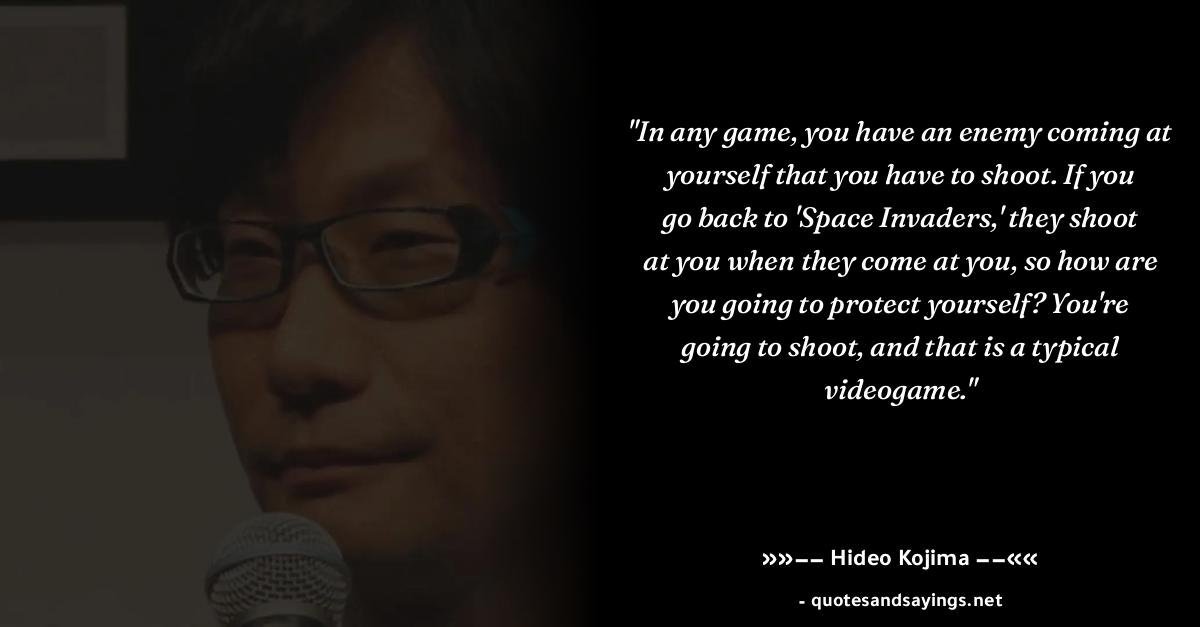 "In any game, you have an enemy coming at
yourself that you have to shoot. If you
go back to 'Space Invaders,' they shoot
at you when they come at you, so how are
you going to protect yourself? You're
going to shoot, and that is a typical
videogame."
»»−− Hideo Kojima −−««
- quotesandsayings.net